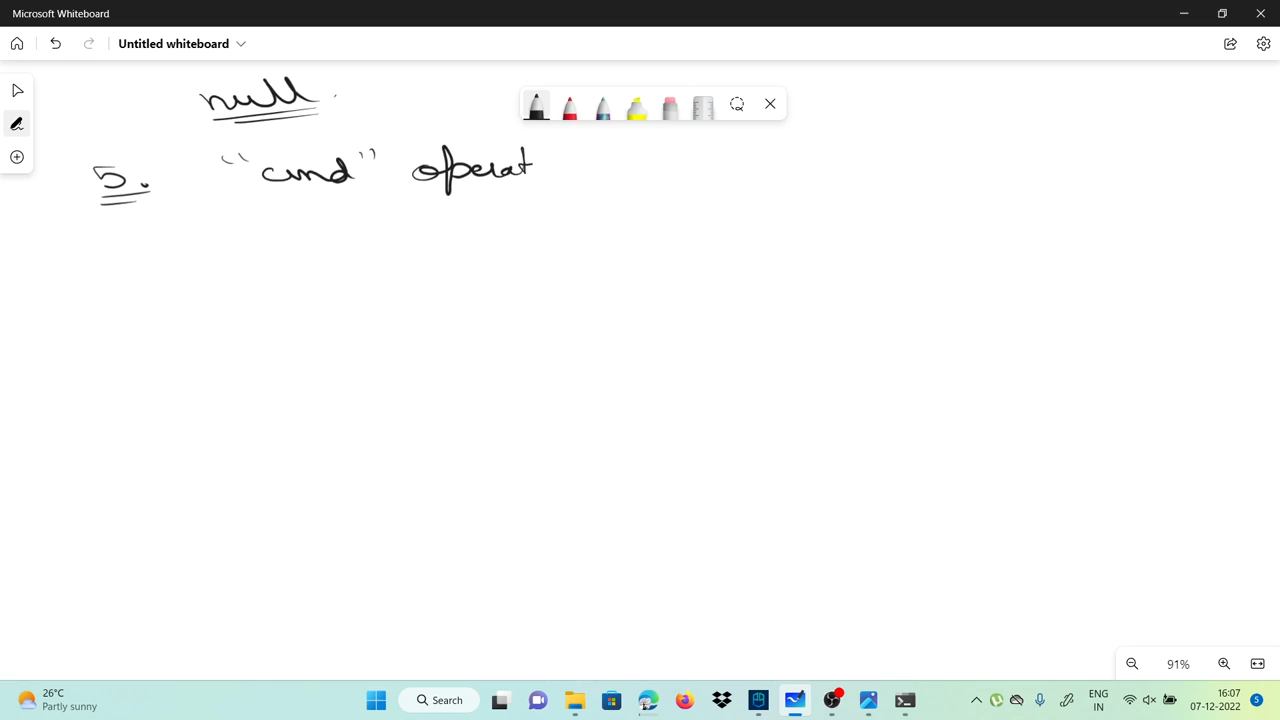 Microsoft Whiteboard
Untitled whiteboard
null
5. "and" operat
91%
26°C
Partly sunny
Search
ENG
IN
16:07
07-12-2022
5